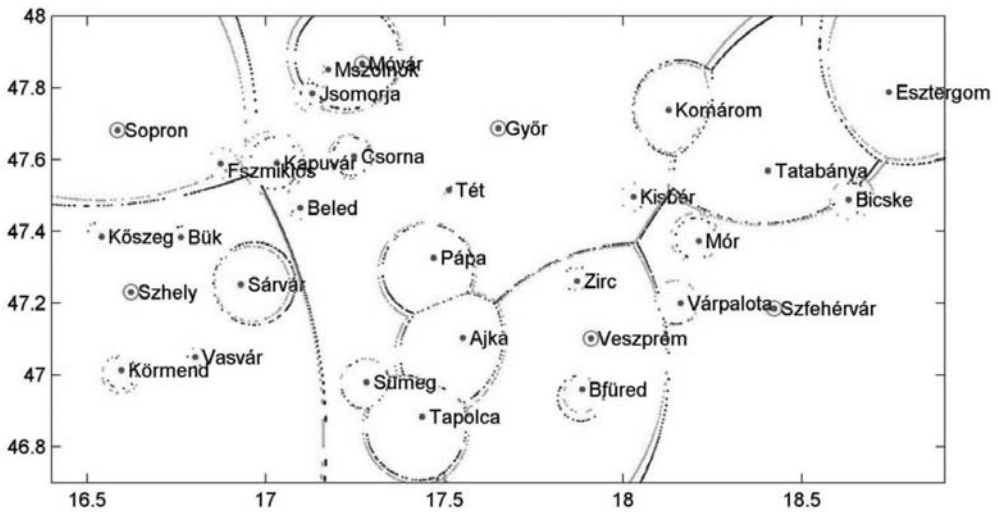 48
47.8
47.6
47.4
47.2
47
46.8
16.5
17
17.5
18
18.5
Móvár
Mszolnok
Jsomorja
Sopron
Győr
Komárom
Esztergom
Fszmiklós
Kapuvár
Csorna
Tatabánya
Tét
Kisbér
Bicske
Beled
Kőszeg
Bük
Mór
Pápa
Zirc
Szhely
Sárvár
Várpalota
Szfehérvár
Ajka
Veszprém
Vasvár
Körmend
Sümeg
Bfüred
Tapolca